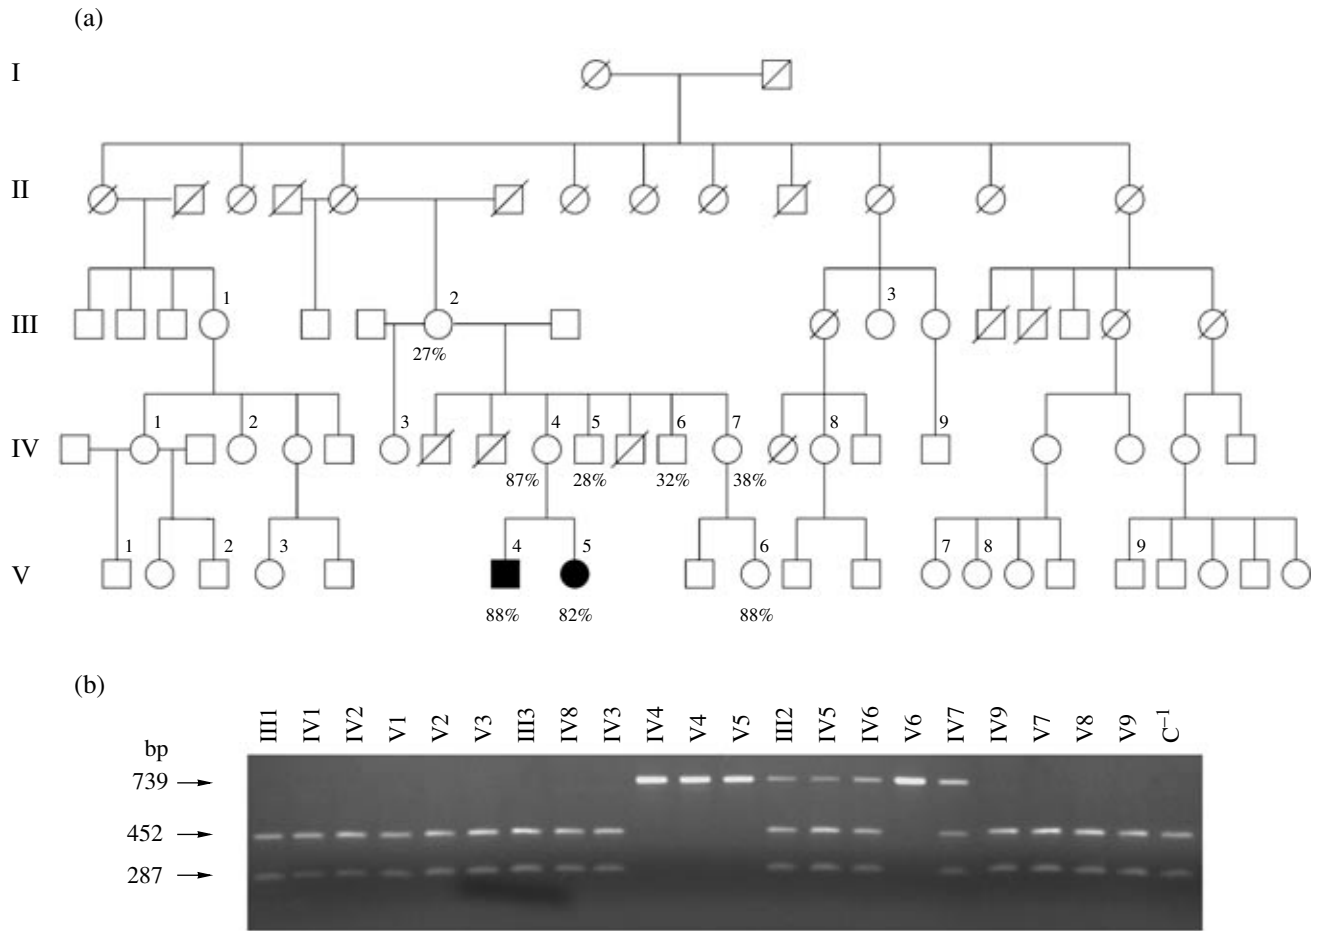 (a)
I
II
1 2 3
III
27%
1 2 3 4 5 6 7 8 9
IV
87% 28% 32% 38%
1 2 3 4 5 6 7 8 9
V
88% 82% 88%
(b)
III1 IV1 IV2 V1 V2 V3 III3 IV8 IV3 IV4 V4 V5 III2 IV5 IV6 V6 IV7 IV9 V7 V8 V9 C⁻¹
bp
739
452
287